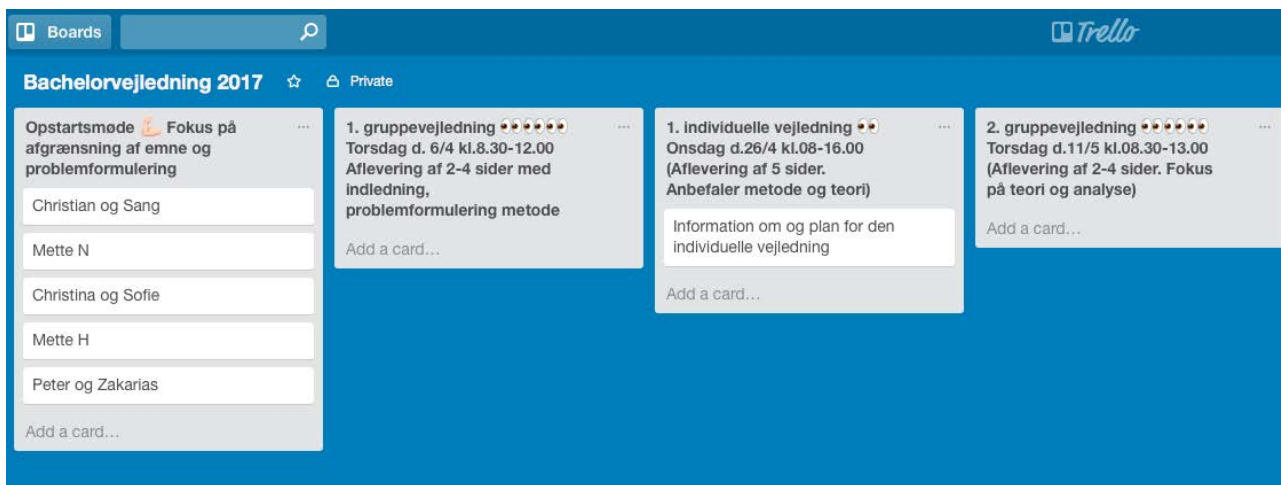 Boards
Trello
Bachelorvejledning 2017
Private
Opstartsmøde 💪🏻 Fokus på
afgrænsning af emne og
problemformulering
Christian og Sang
Mette N
Christina og Sofie
Mette H
Peter og Zakarias
Add a card…
1. gruppevejledning 👀👀👀
Torsdag d. 6/4 kl.8.30-12.00
Aflevering af 2-4 sider med
indledning,
problemformulering metode
Add a card…
1. individuelle vejledning 👀
Onsdag d.26/4 kl.08-16.00
(Aflevering af 5 sider.
Anbefaler metode og teori)
Information om og plan for den
individuelle vejledning
Add a card…
2. gruppevejledning 👀👀👀
Torsdag d.11/5 kl.08.30-13.00
(Aflevering af 2-4 sider. Fokus
på teori og analyse)
Add a card…